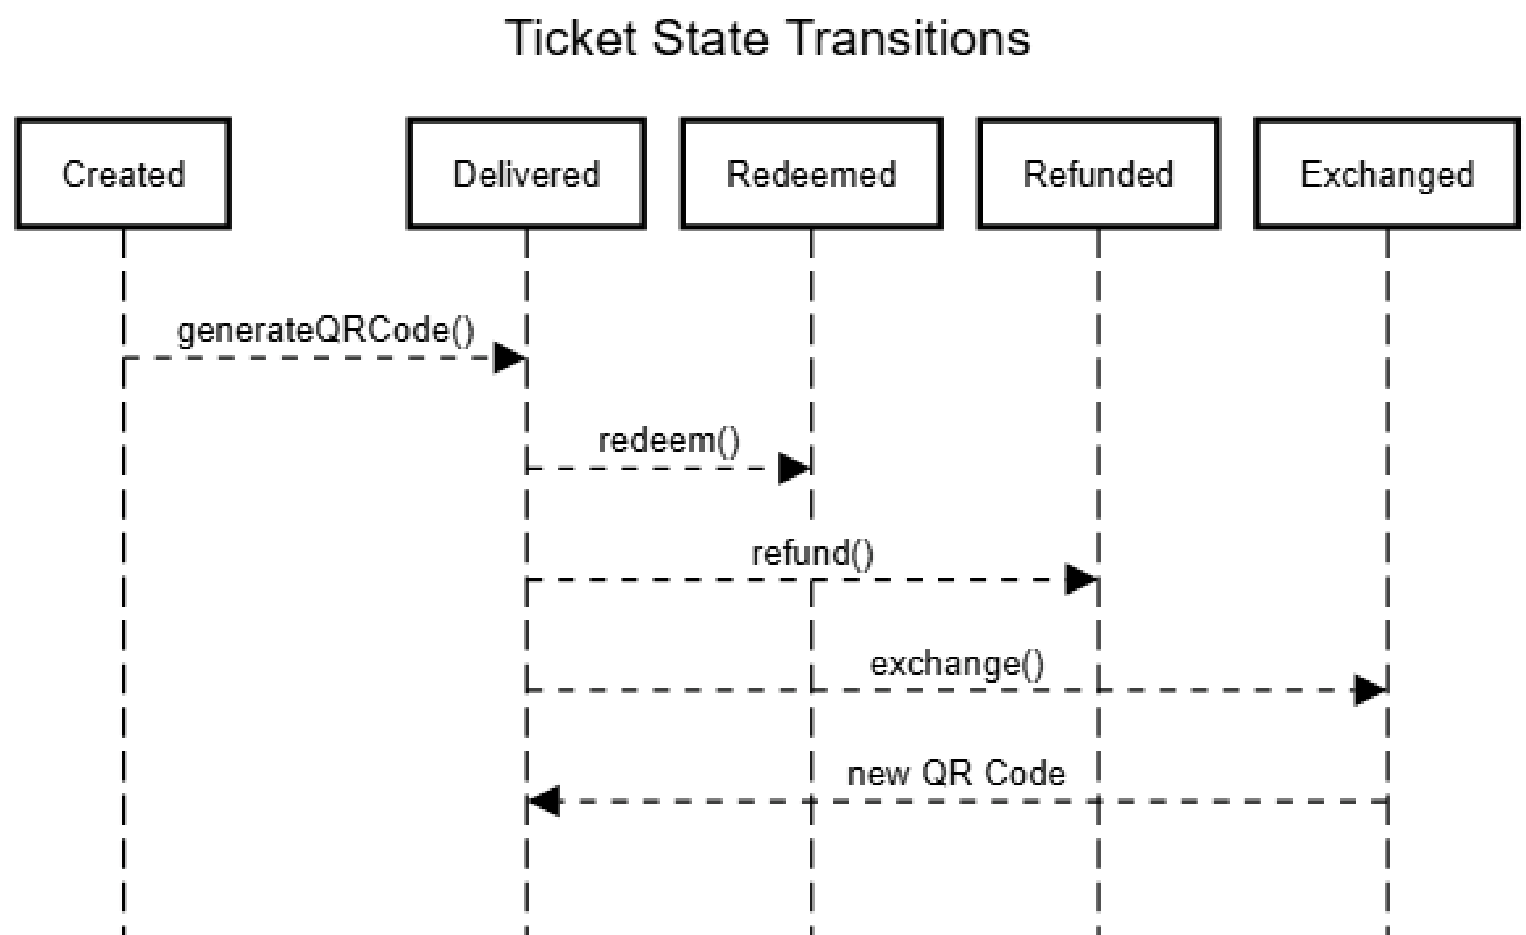 Ticket State Transitions
Created
Delivered
Redeemed
Refunded
Exchanged
generateQRCode()
redeem()
refund()
exchange()
new QR Code